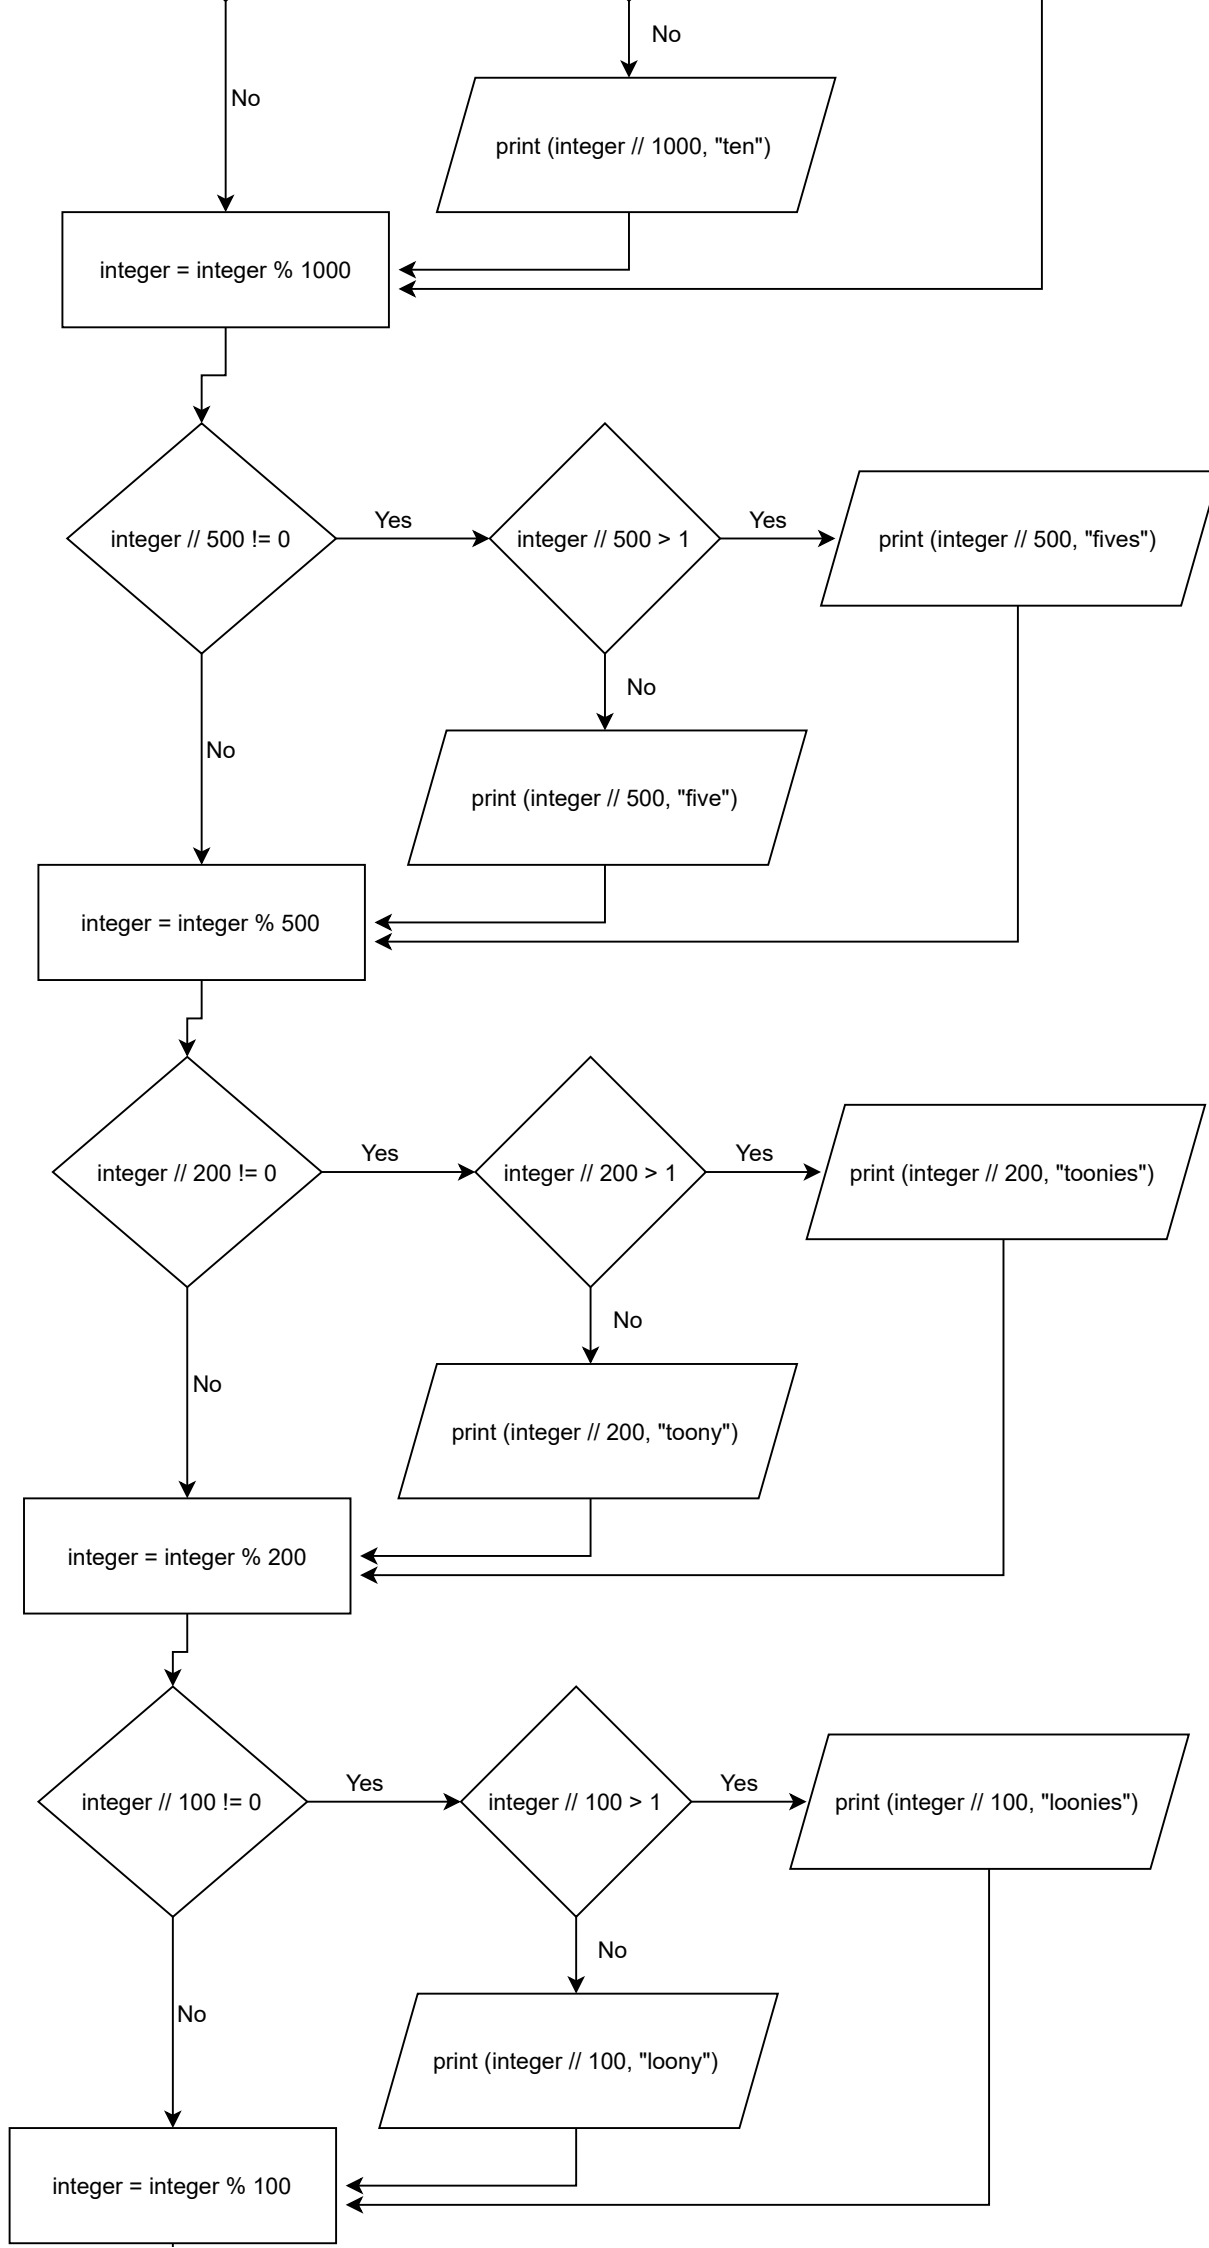 No
No
print (integer // 1000, "ten")
integer = integer % 1000
integer // 500 != 0
Yes
integer // 500 > 1
Yes
print (integer // 500, "fives")
No
No
print (integer // 500, "five")
integer = integer % 500
integer // 200 != 0
Yes
integer // 200 > 1
Yes
print (integer // 200, "toonies")
No
No
print (integer // 200, "toony")
integer = integer % 200
integer // 100 != 0
Yes
integer // 100 > 1
Yes
print (integer // 100, "loonies")
No
No
print (integer // 100, "loony")
integer = integer % 100